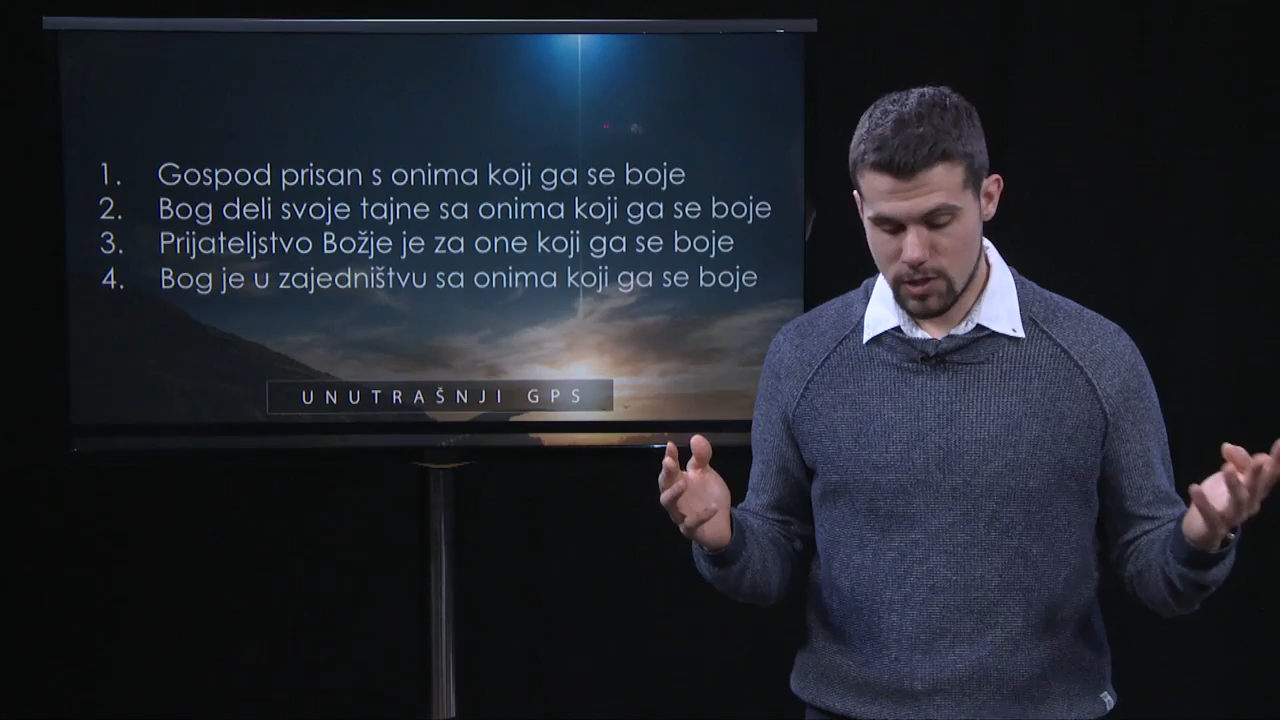 1. Gospod prisan s onima koji ga se boje
2. Bog deli svoje tajne sa onima koji ga se boje
3. Prijateljstvo Božje je za one koji ga se boje
4. Bog je u zajedništvu sa onima koji ga se boje
UNUTRAŠNJI GPS